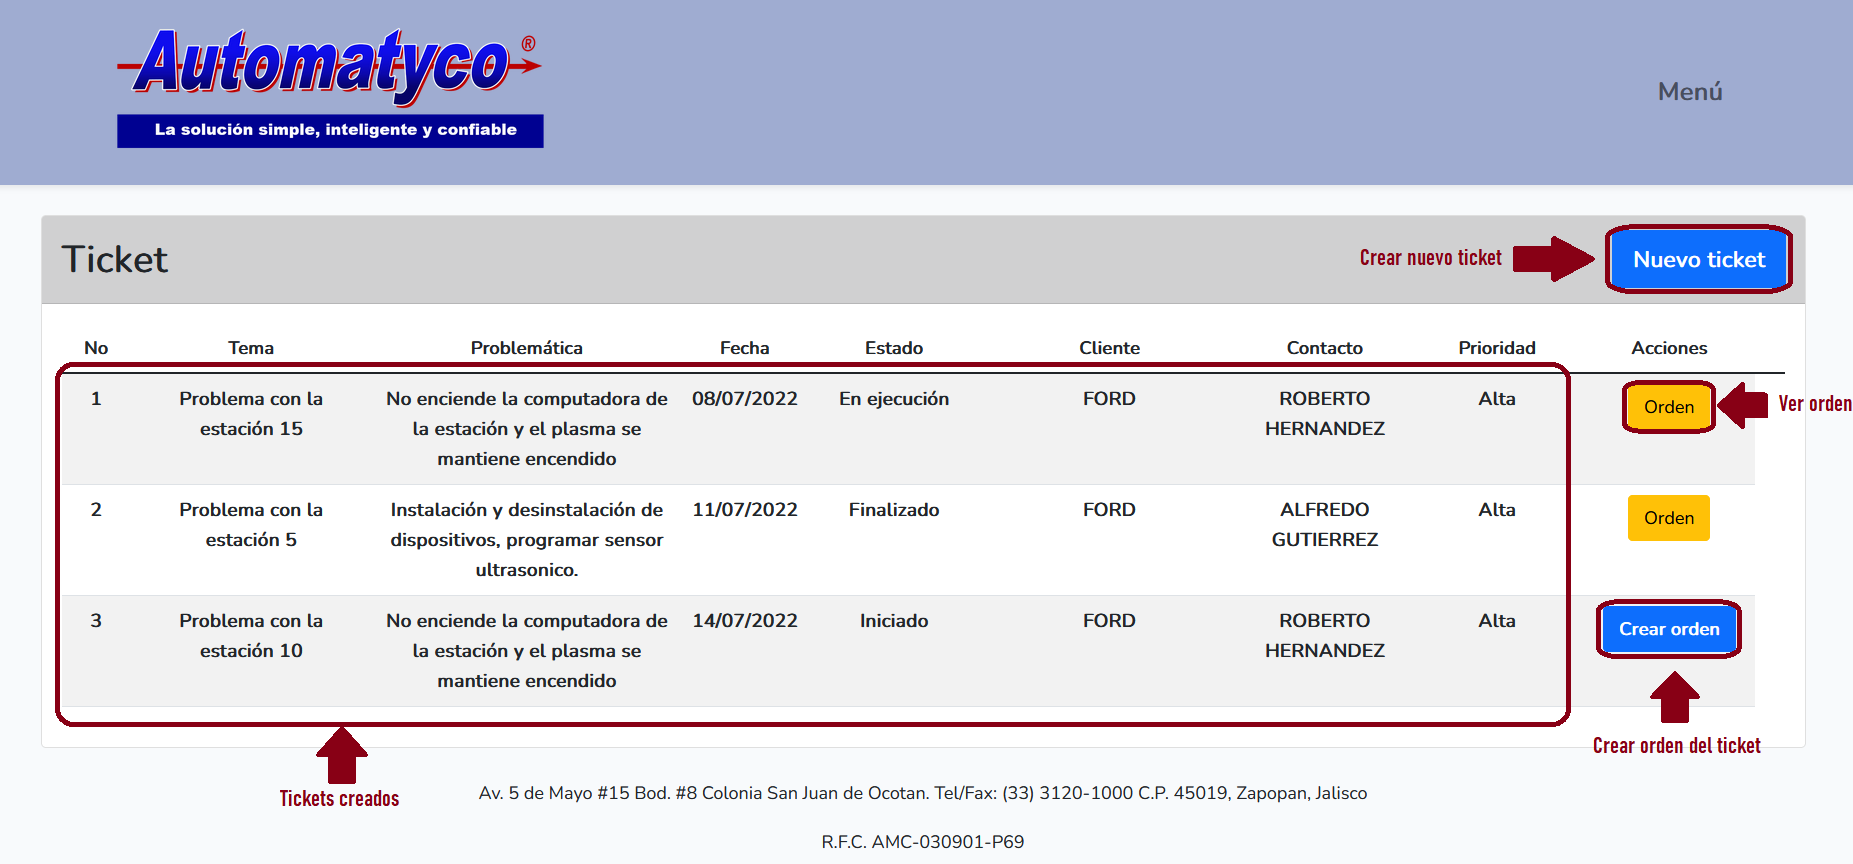 Automatyco®
La solución simple, inteligente y confiable
Menú
Ticket
Crear nuevo ticket
Nuevo ticket
No Tema Problemática Fecha Estado Cliente Contacto Prioridad Acciones
1 Problema con la No enciende la computadora de 08/07/2022 En ejecución FORD ROBERTO Alta Orden Ver orden
estación 15 la estación y el plasma se HERNANDEZ
mantiene encendido
2 Problema con la Instalación y desinstalación de 11/07/2022 Finalizado FORD ALFREDO Alta Orden
estación 5 dispositivos, programar sensor GUTIERREZ
ultrasonico.
3 Problema con la No enciende la computadora de 14/07/2022 Iniciado FORD ROBERTO Alta Crear orden
estación 10 la estación y el plasma se HERNANDEZ
mantiene encendido
Crear orden del ticket
Tickets creados
Av. 5 de Mayo #15 Bod. #8 Colonia San Juan de Ocotan. Tel/Fax: (33) 3120-1000 C.P. 45019, Zapopan, Jalisco
R.F.C. AMC-030901-P69